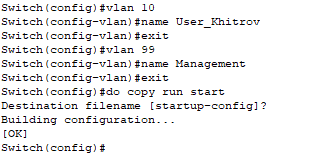 Switch(config)#vlan 10
Switch(config-vlan)#name User_Khitrov
Switch(config-vlan)#exit
Switch(config)#vlan 99
Switch(config-vlan)#name Management
Switch(config-vlan)#exit
Switch(config)#do copy run start
Destination filename [startup-config]?
Building configuration...
[OK]
Switch(config)#